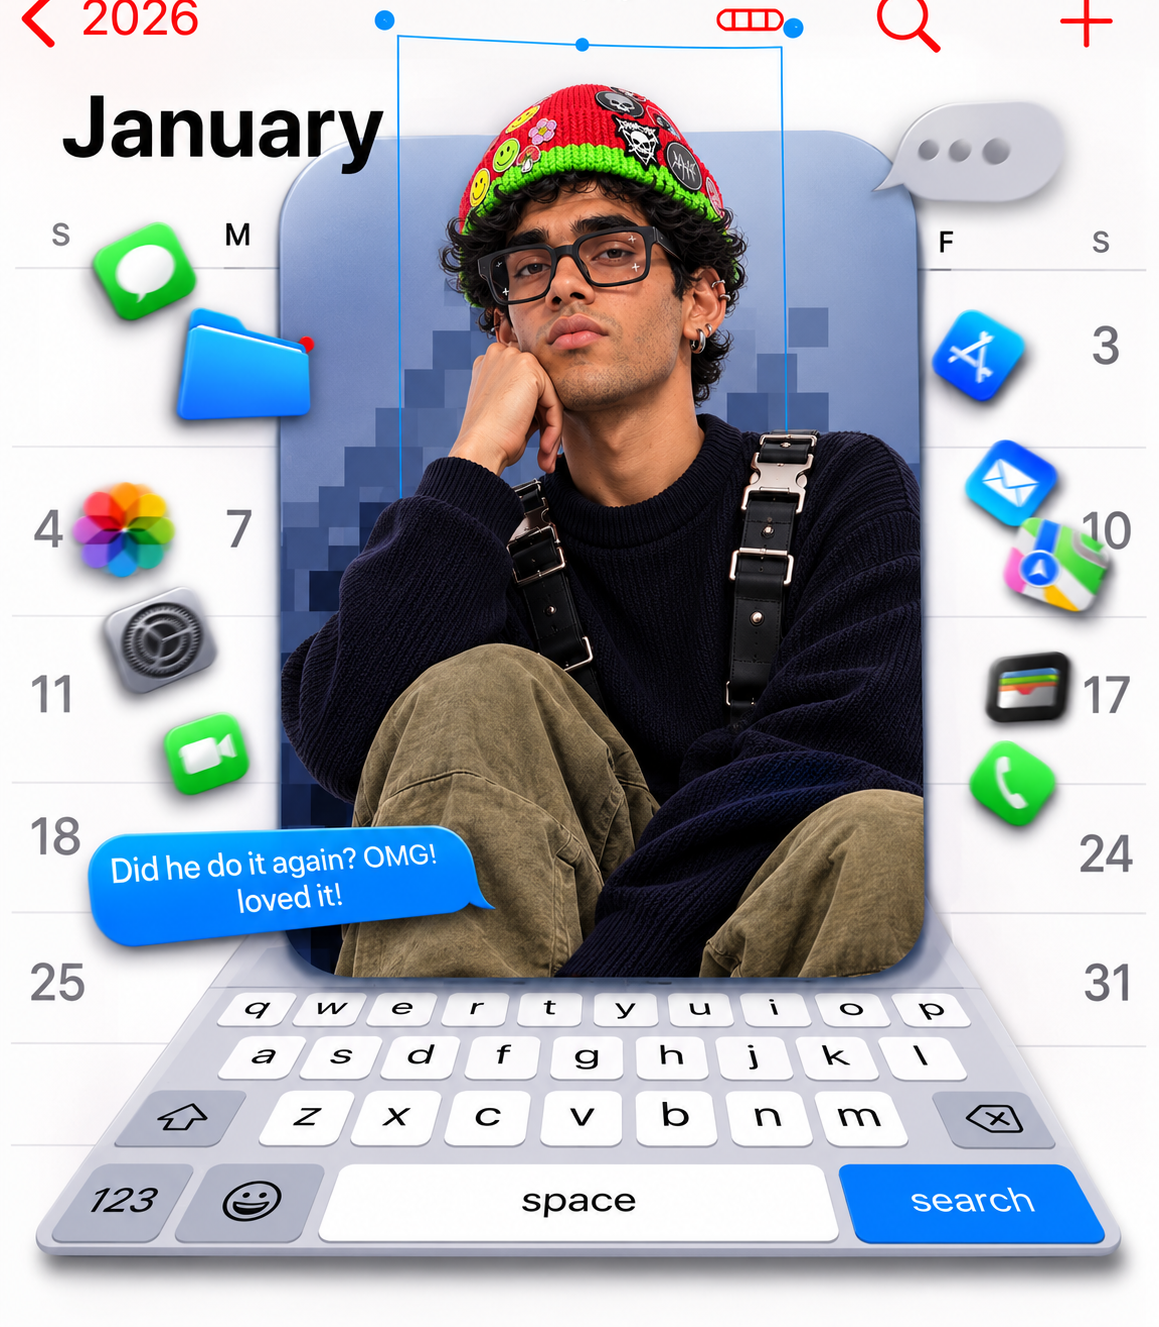 2026
January
S M F S
3
4 7 10
11 17
18 24
Did he do it again? OMG!
loved it!
25 31
q w e r t y u i o p
a s d f g h j k l
z x c v b n m
123 space search